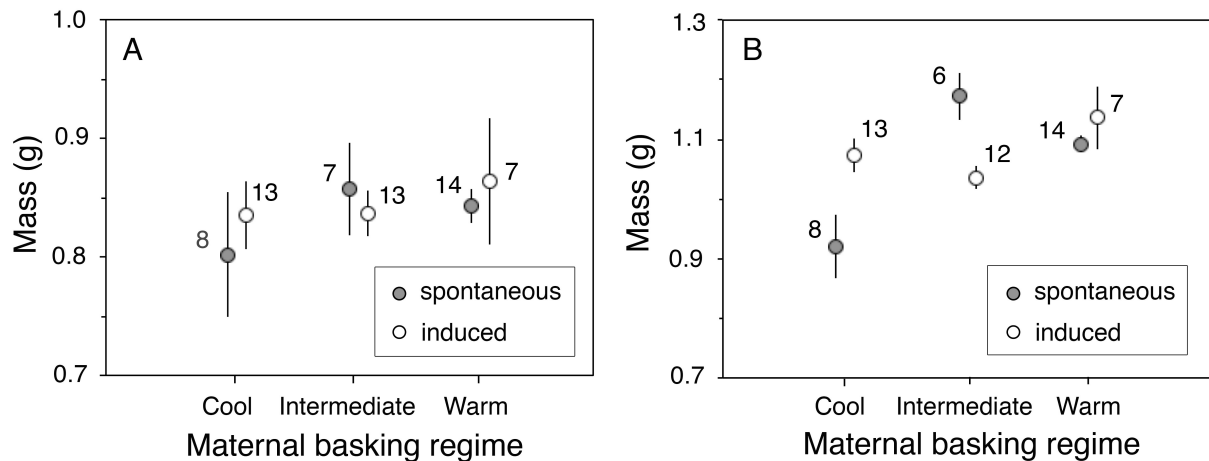 A
Mass (g)
1.0
0.9
0.8
0.7
8
13
7
13
14
7
spontaneous
induced
Cool Intermediate Warm
Maternal basking regime
B
Mass (g)
1.3
1.1
0.9
0.7
8
13
6
12
14
7
spontaneous
induced
Cool Intermediate Warm
Maternal basking regime